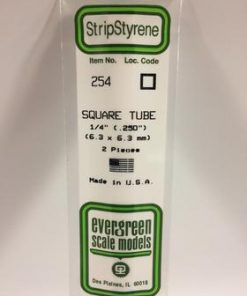 StripStyrene
Item No. Loc. Code
254
SQUARE TUBE
1/4" (.250")
(6.3 x 6.3 mm)
2 Pieces
Made in U.S.A.
evergreen
scale models
Des Plaines, IL 60018